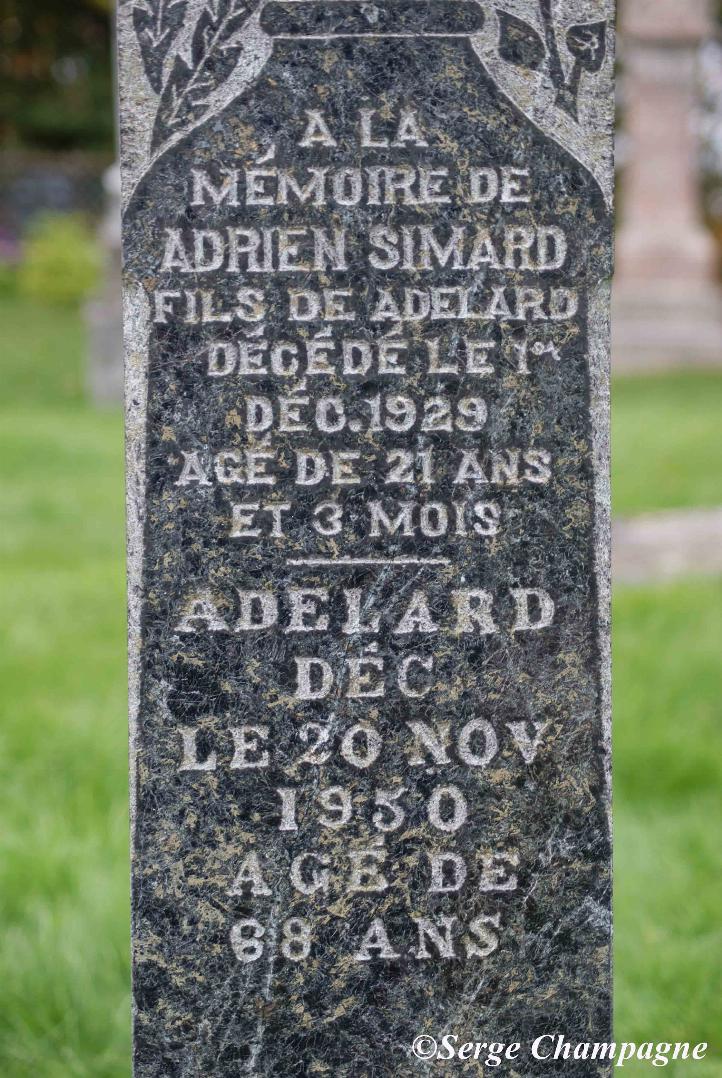 A LA
MÉMOIRE DE
ADRIEN SIMARD
FILS DE ADELARD
DÉCÉDÉ LE 1er
DÉC. 1929
AGÉ DE 21 ANS
ET 3 MOIS
ADELARD
DÉC
LE 20 NOV
1950
AGÉ DE
68 ANS
©Serge Champagne